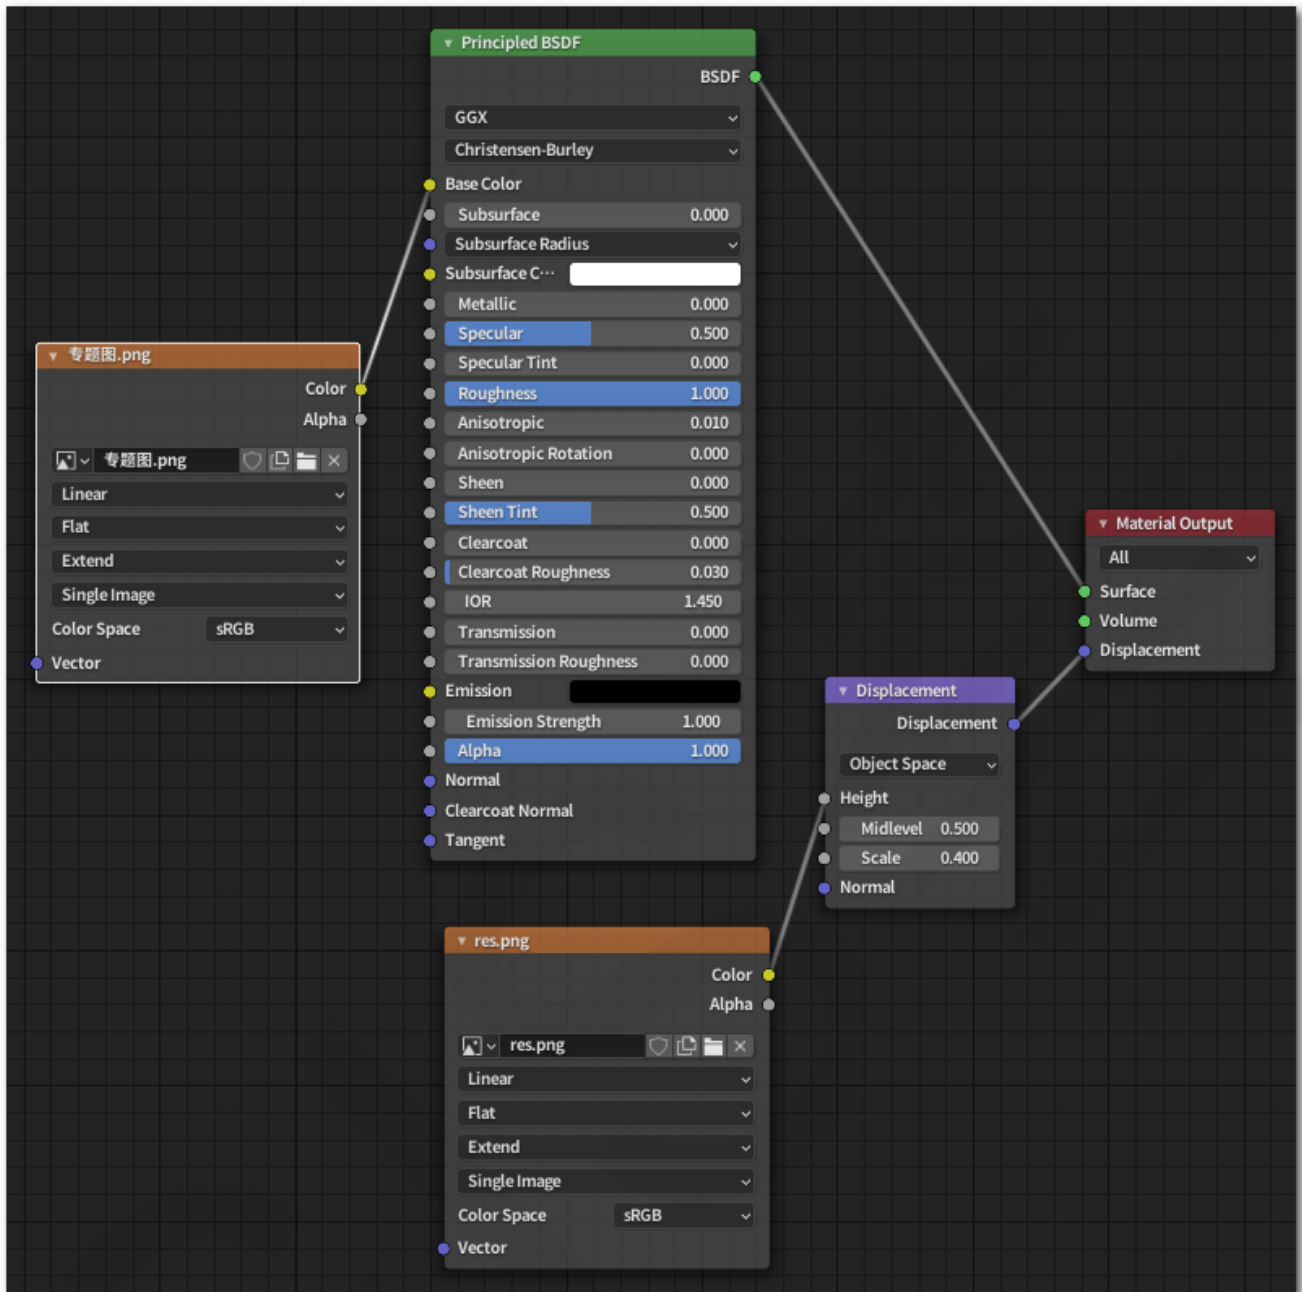 Principled BSDF
BSDF
GGX
Christensen-Burley
Base Color
Subsurface 0.000
Subsurface Radius
Subsurface C···
Metallic 0.000
Specular 0.500
Specular Tint 0.000
Roughness 1.000
Anisotropic 0.010
Anisotropic Rotation 0.000
Sheen 0.000
Sheen Tint 0.500
Clearcoat 0.000
Clearcoat Roughness 0.030
IOR 1.450
Transmission 0.000
Transmission Roughness 0.000
Emission
Emission Strength 1.000
Alpha 1.000
Normal
Clearcoat Normal
Tangent
专题图.png
Color
Alpha
专题图.png
Linear
Flat
Extend
Single Image
Color Space sRGB
Vector
Material Output
All
Surface
Volume
Displacement
Displacement
Displacement
Object Space
Height
Midlevel 0.500
Scale 0.400
Normal
res.png
Color
Alpha
res.png
Linear
Flat
Extend
Single Image
Color Space sRGB
Vector